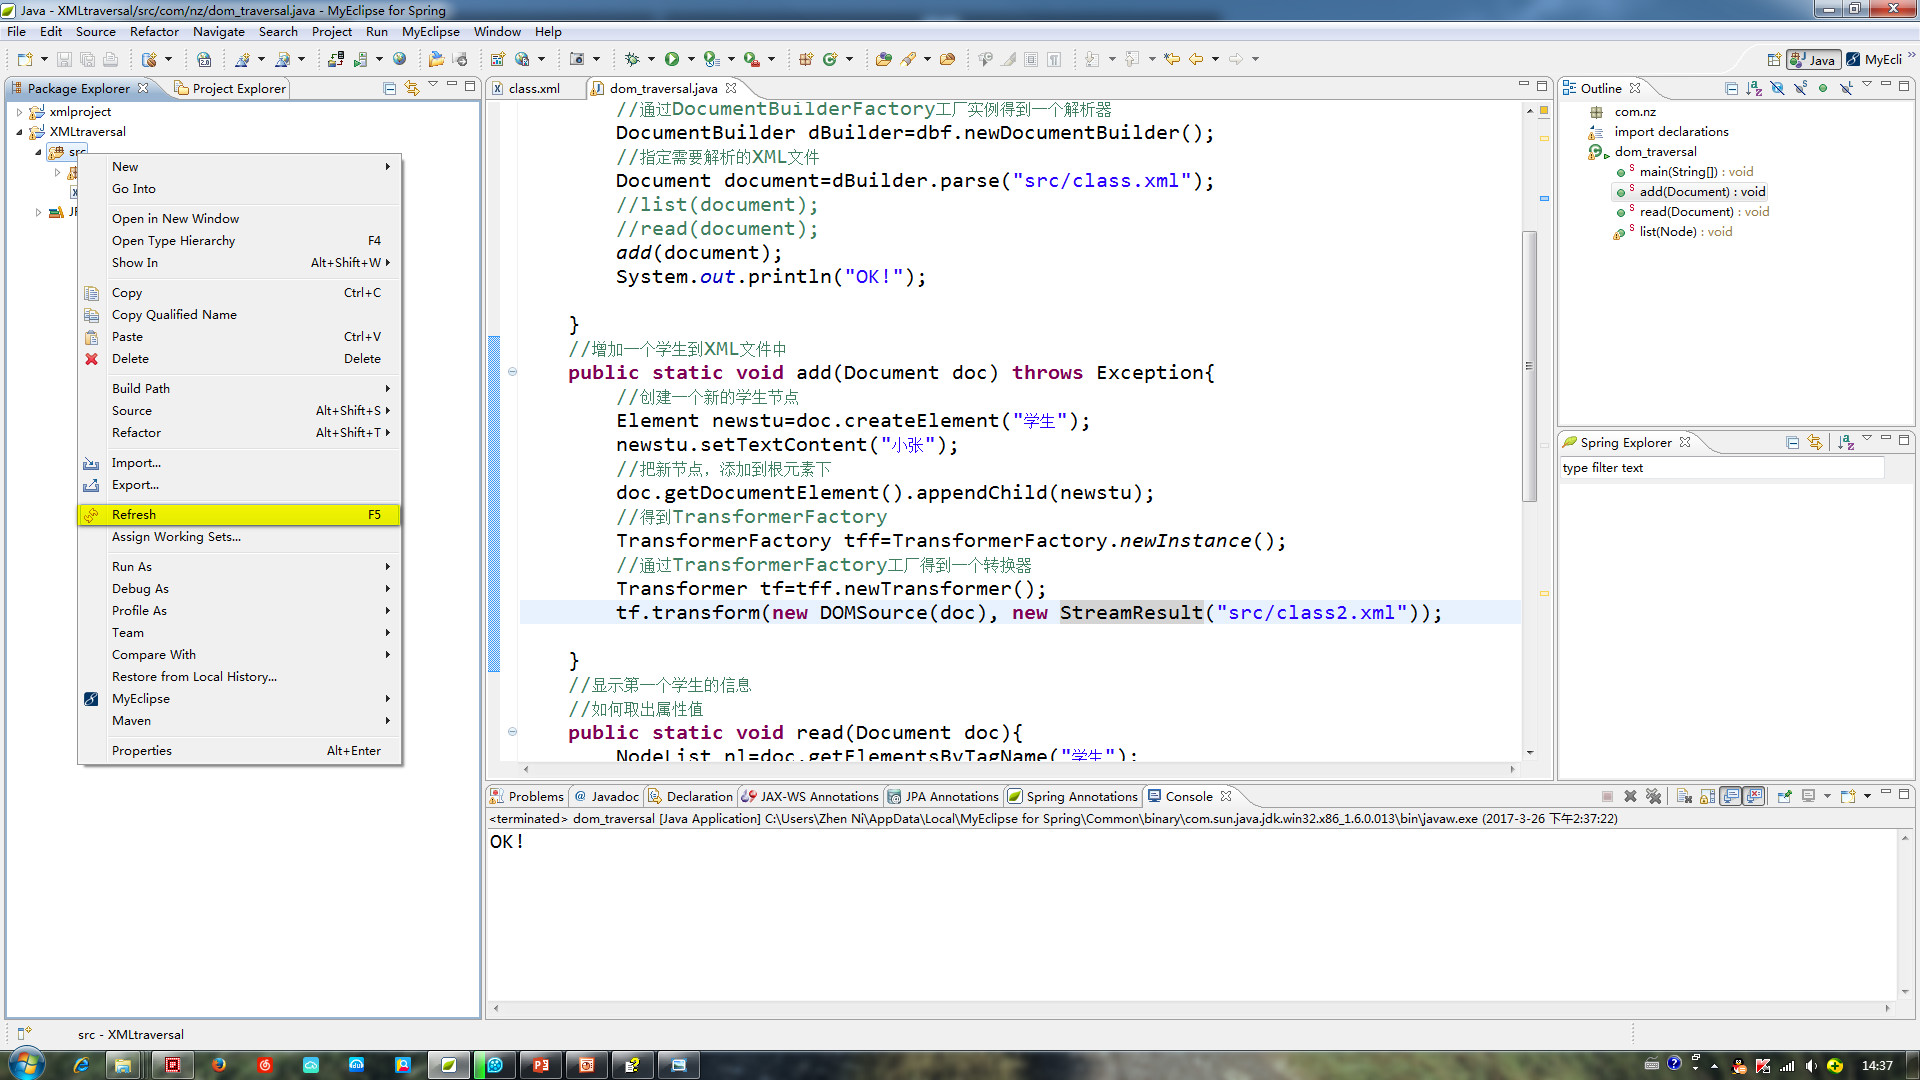 Java - XMLtraversal/src/com/nz/dom_traversal.java - MyEclipse for Spring
File Edit Source Refactor Navigate Search Project Run MyEclipse Window Help
Java MyEcli
Package Explorer Project Explorer
xmlproject
XMLtraversal
src
New
Go Into
Open in New Window
Open Type Hierarchy F4
Show In Alt+Shift+W
Copy Ctrl+C
Copy Qualified Name
Paste Ctrl+V
Delete Delete
Build Path
Source Alt+Shift+S
Refactor Alt+Shift+T
Import...
Export...
Refresh F5
Assign Working Sets...
Run As
Debug As
Profile As
Team
Compare With
Restore from Local History...
MyEclipse
Maven
Properties Alt+Enter
class.xml dom_traversal.java
//通过DocumentBuilderFactory工厂实例得到一个解析器
DocumentBuilder dBuilder=dbf.newDocumentBuilder();
//指定需要解析的XML文件
Document document=dBuilder.parse("src/class.xml");
//list(document);
//read(document);
add(document);
System.out.println("OK!");
}
//增加一个学生到XML文件中
public static void add(Document doc) throws Exception{
//创建一个新的学生节点
Element newstu=doc.createElement("学生");
newstu.setTextContent("小张");
//把新节点，添加到根元素下
doc.getDocumentElement().appendChild(newstu);
//得到TransformerFactory
TransformerFactory tff=TransformerFactory.newInstance();
//通过TransformerFactory工厂得到一个转换器
Transformer tf=tff.newTransformer();
tf.transform(new DOMSource(doc), new StreamResult("src/class2.xml"));
}
//显示第一个学生的信息
//如何取出属性值
public static void read(Document doc){
NodeList nl=doc.getElementsByTagName("学生");
Outline
com.nz
import declarations
dom_traversal
main(String[]) : void
add(Document) : void
read(Document) : void
list(Node) : void
Spring Explorer
type filter text
Problems Javadoc Declaration JAX-WS Annotations JPA Annotations Spring Annotations Console
<terminated> dom_traversal [Java Application] C:\Users\Zhen Ni\AppData\Local\MyEclipse for Spring\Common\binary\com.sun.java.jdk.win32.x86_1.6.0.013\bin\javaw.exe (2017-3-26 下午2:37:22)
OK!
src - XMLtraversal
14:37